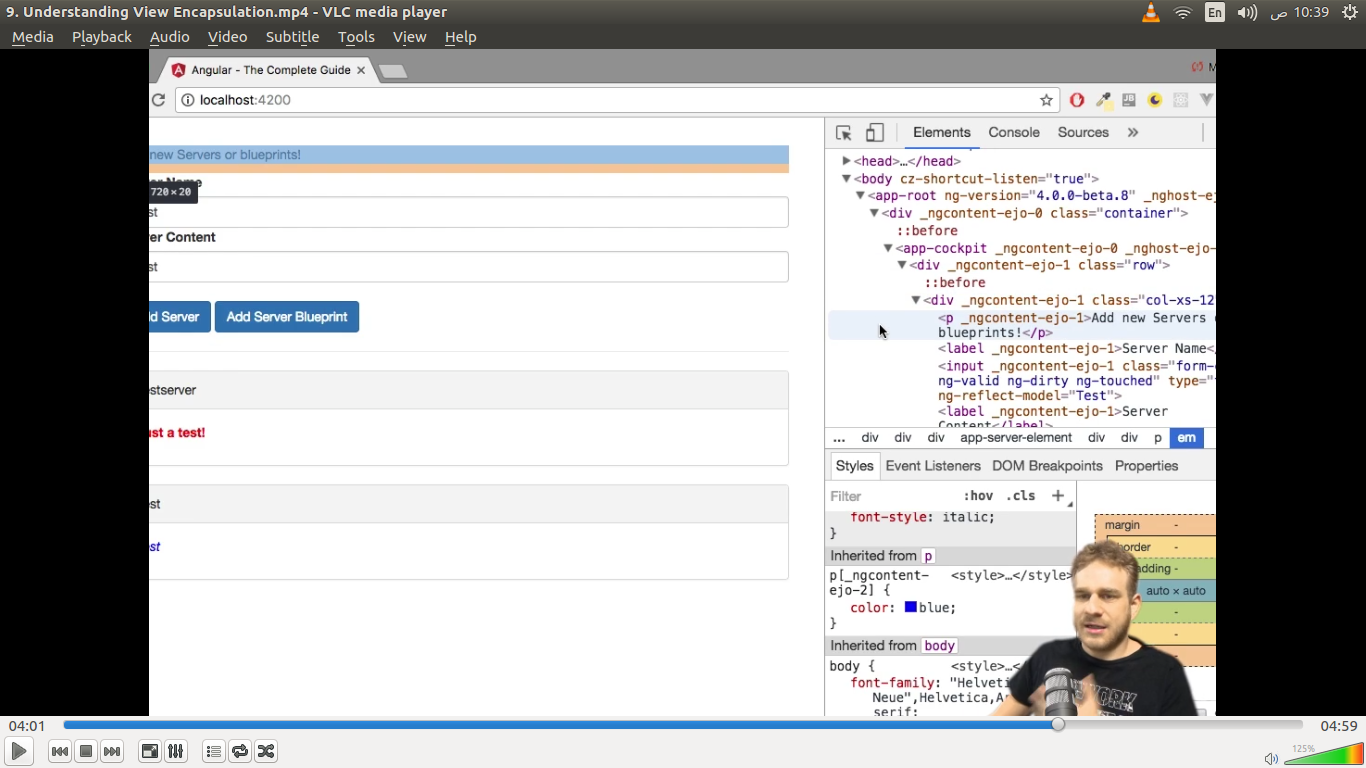 9. Understanding View Encapsulation.mp4 - VLC media player
En
ص 10:39
Media Playback Audio Video Subtitle Tools View Help
Angular - The Complete Guide
localhost:4200
new Servers or blueprints!
720 × 20
er Content
d Server
Add Server Blueprint
stserver
ust a test!
st
est
Elements Console Sources »
<head>…</head>
<body cz-shortcut-listen="true">
<app-root ng-version="4.0.0-beta.8" _nghost-ej
<div _ngcontent-ejo-0 class="container">
::before
<app-cockpit _ngcontent-ejo-0 _nghost-ejo-
<div _ngcontent-ejo-1 class="row">
::before
<div _ngcontent-ejo-1 class="col-xs-12
<p _ngcontent-ejo-1>Add new Servers
blueprints!</p>
<label _ngcontent-ejo-1>Server Name<
<input _ngcontent-ejo-1 class="form-
ng-valid ng-dirty ng-touched" type="
ng-reflect-model="Test">
<label _ngcontent-ejo-1>Server
Content</label>
... div div div app-server-element div div p em
Styles Event Listeners DOM Breakpoints Properties
Filter :hov .cls +
font-style: italic;
}
Inherited from p
p[_ngcontent- <style>…</style>
ejo-2] {
color: blue;
}
Inherited from body
body { <style>…<
font-family: "Helveti
Neue",Helvetica,A
serif;
margin -
border -
adding -
auto × auto
-
-
-
04:01
04:59
125%